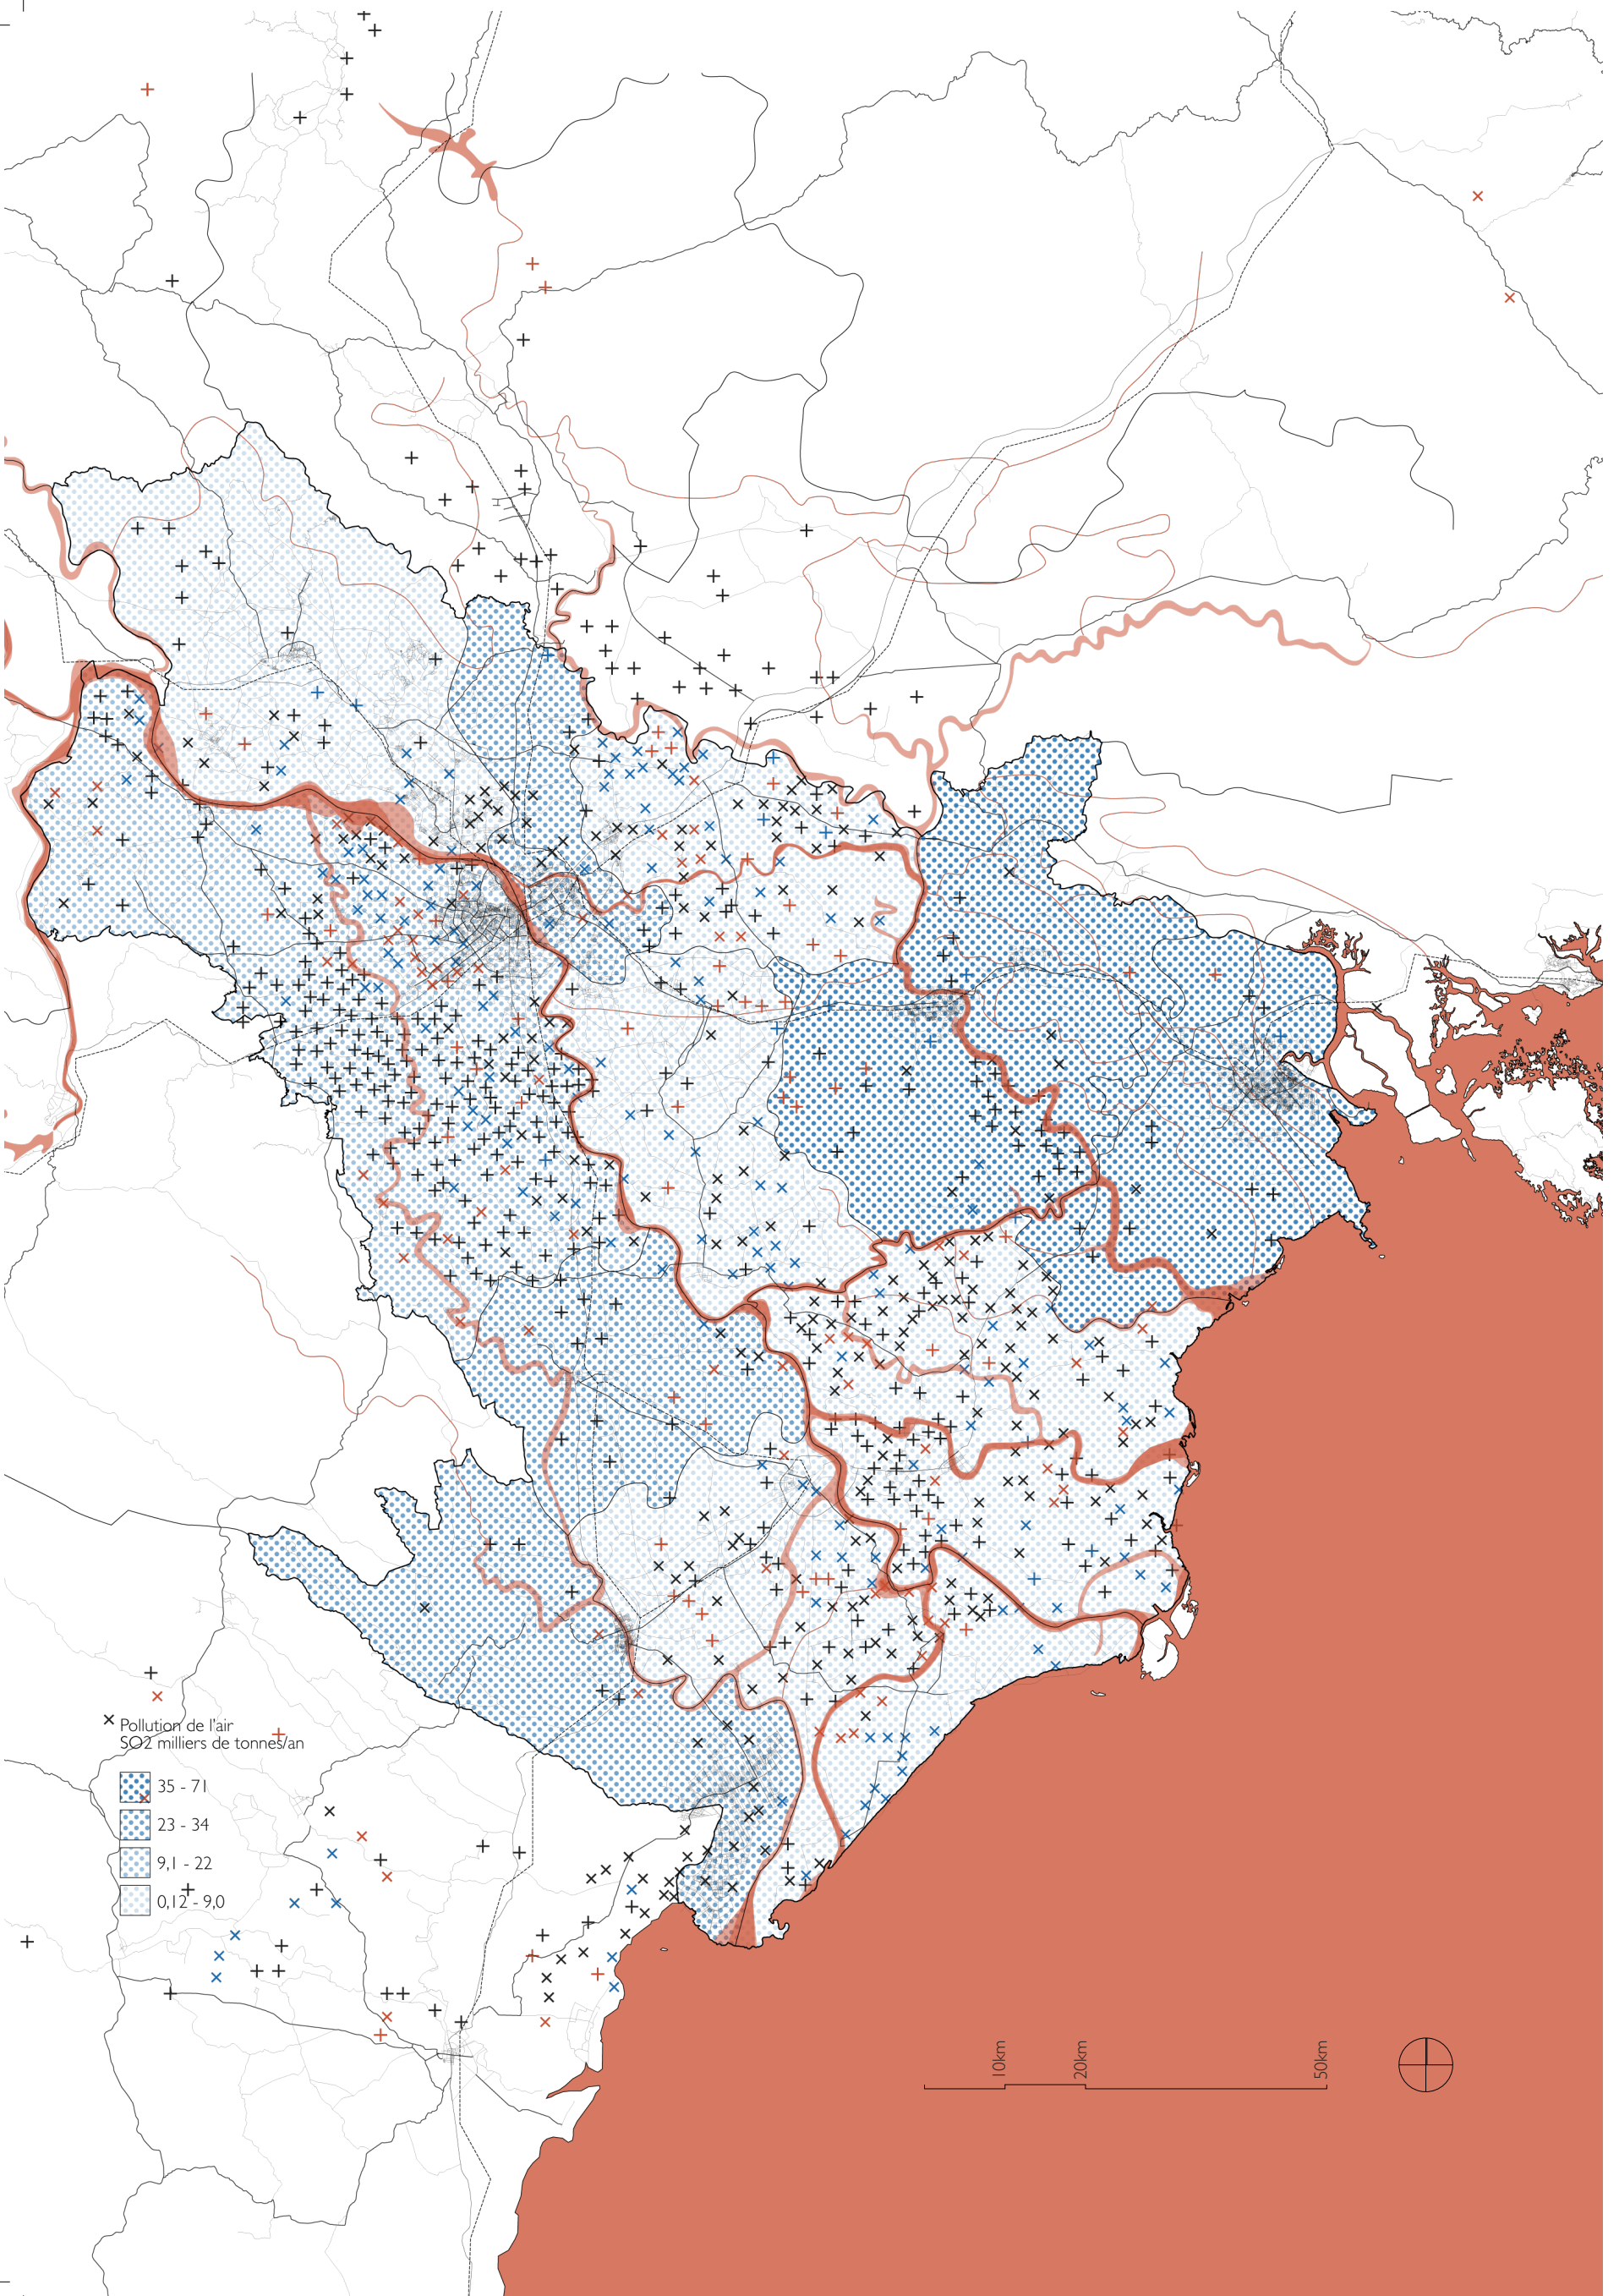 Pollution de l'air
SO2 milliers de tonnes/an
35 - 71
23 - 34
9,1 - 22
0,12 - 9,0
10km
20km
50km